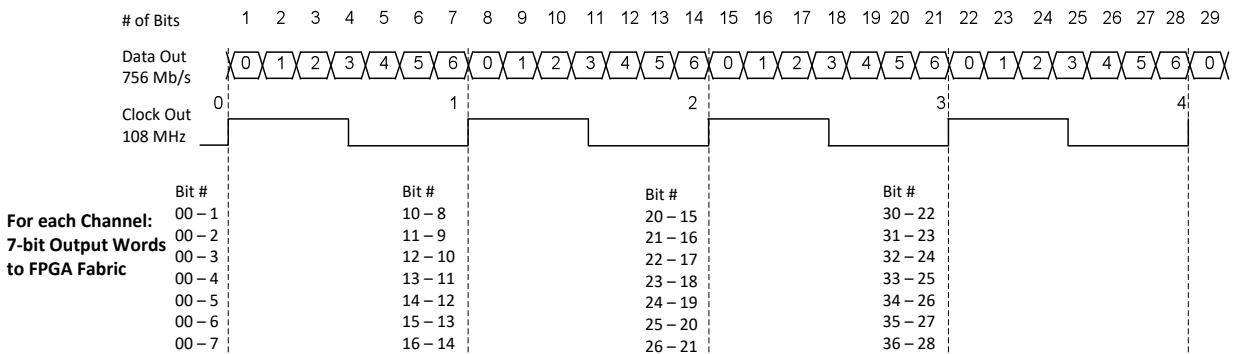 # of Bits 1 2 3 4 5 6 7 8 9 10 11 12 13 14 15 16 17 18 19 20 21 22 23 24 25 26 27 28 29
Data Out
756 Mb/s
0 1 2 3 4 5 6 0 1 2 3 4 5 6 0 1 2 3 4 5 6 0 1 2 3 4 5 6 0
0 1 2 3 4
Clock Out
108 MHz
For each Channel:
7-bit Output Words
to FPGA Fabric
Bit #
00 – 1
00 – 2
00 – 3
00 – 4
00 – 5
00 – 6
00 – 7
Bit #
10 – 8
11 – 9
12 – 10
13 – 11
14 – 12
15 – 13
16 – 14
Bit #
20 – 15
21 – 16
22 – 17
23 – 18
24 – 19
25 – 20
26 – 21
Bit #
30 – 22
31 – 23
32 – 24
33 – 25
34 – 26
35 – 27
36 – 28